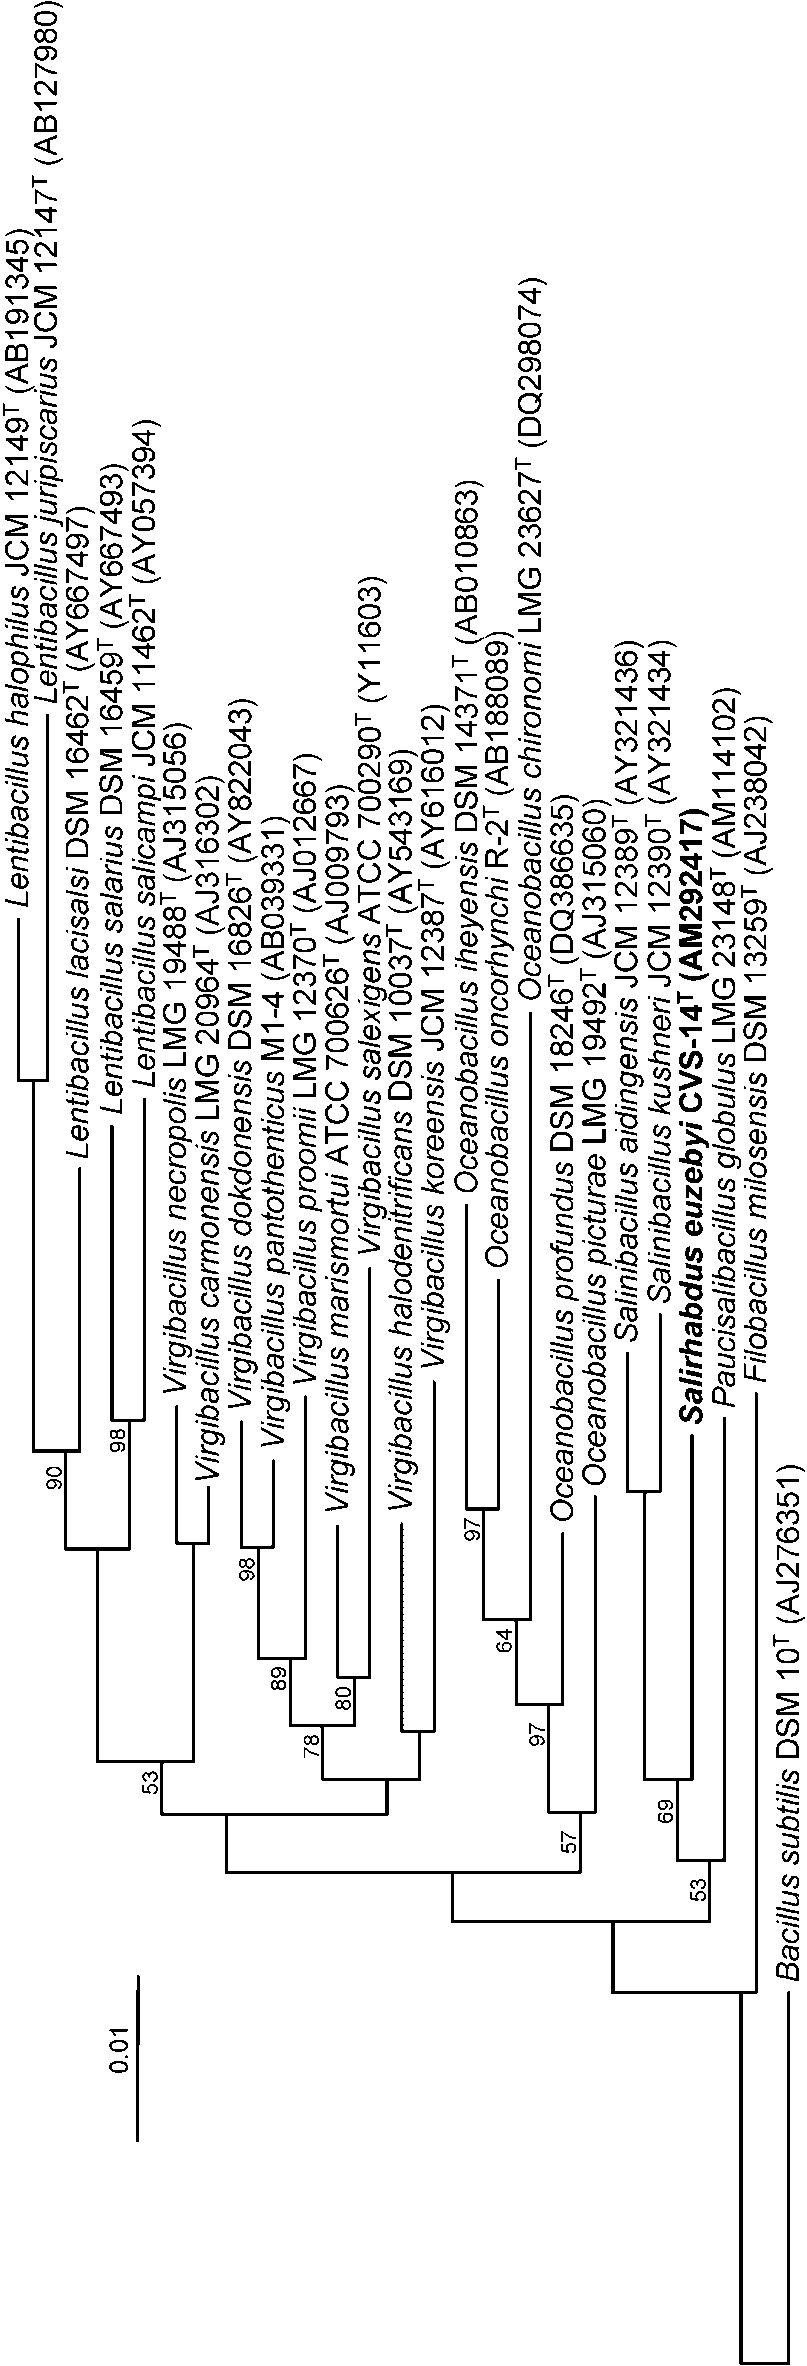 Lentibacillus halophilus JCM 12149T (AB191345)
Lentibacillus juripiscarius JCM 12147T (AB127980)
90
Lentibacillus lacisalsi DSM 16462T (AY667497)
Lentibacillus salarius DSM 16459T (AY667493)
98
Lentibacillus salicampi JCM 11462T (AY057394)
53
Virgibacillus necropolis LMG 19488T (AJ315056)
Virgibacillus carmonensis LMG 20964T (AJ316302)
Virgibacillus dokdonensis DSM 16826T (AY822043)
98
Virgibacillus pantothenticus M1-4 (AB039331)
89
Virgibacillus proomii LMG 12370T (AJ012667)
78
Virgibacillus marismortui ATCC 700626T (AJ009793)
80
Virgibacillus salexigens ATCC 700290T (Y11603)
Virgibacillus halodenitrificans DSM 10037T (AY543169)
Virgibacillus koreensis JCM 12387T (AY616012)
Oceanobacillus iheyensis DSM 14371T (AB010863)
97
Oceanobacillus oncorhynchi R-2T (AB188089)
64
Oceanobacillus chironomi LMG 23627T (DQ298074)
97
Oceanobacillus profundus DSM 18246T (DQ386635)
57
Oceanobacillus picturae LMG 19492T (AJ315060)
Salinibacillus aidingensis JCM 12389T (AY321436)
Salinibacillus kushneri JCM 12390T (AY321434)
69
Salirhabdus euzebyi CVS-14T (AM292417)
53
Paucisalibacillus globulus LMG 23148T (AM114102)
Filobacillus milosensis DSM 13259T (AJ238042)
Bacillus subtilis DSM 10T (AJ276351)
0.01